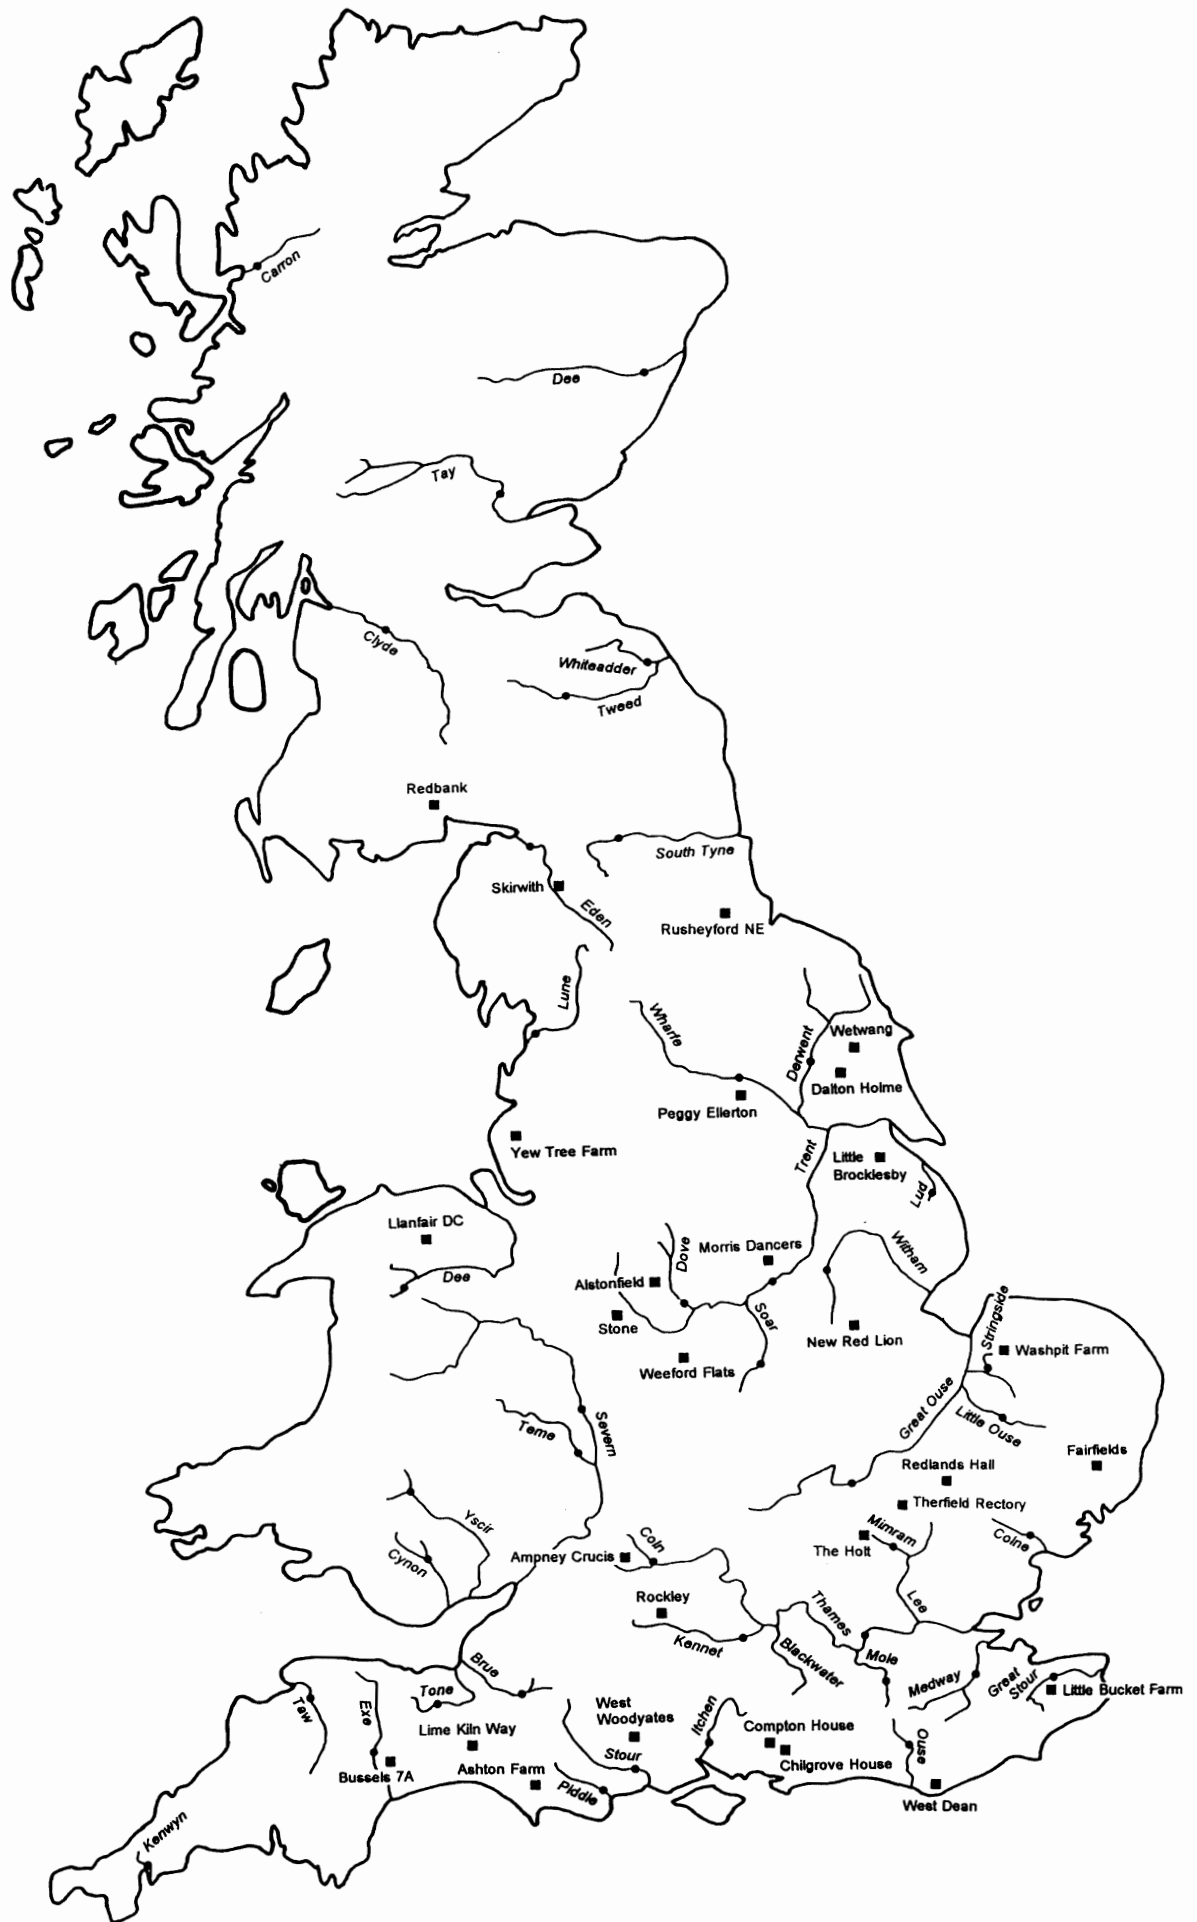 Carron
Dee
Tay
Clyde
Whiteadder
Tweed
Redbank
South Tyne
Skirwith
Eden
Rusheyford NE
Lune
Wharfe
Derwent
Wetwang
Dalton Holme
Peggy Ellerton
Yew Tree Farm
Trent
Little
Brocklesby
Lud
Llanfair DC
Dee
Dove
Morris Dancers
Witham
Alstonfield
Stone
Soar
Weeford Flats
New Red Lion
Stringside
Washpit Farm
Great Ouse
Little Ouse
Severn
Teme
Fairfields
Redlands Hall
Therfield Rectory
Yscir
Cynon
Coln
Ampney Crucis
Mimram
The Holt
Colne
Lee
Rockley
Kennet
Thames
Blackwater
Mole
Medway
Great
Stour
Little Bucket Farm
Brue
Tone
Taw
Exe
Lime Kiln Way
West
Woodyates
Itchen
Compton House
Chilgrove House
Ouse
Stour
Ashton Farm
Bussels 7A
Piddle
West Dean
Kenwyn